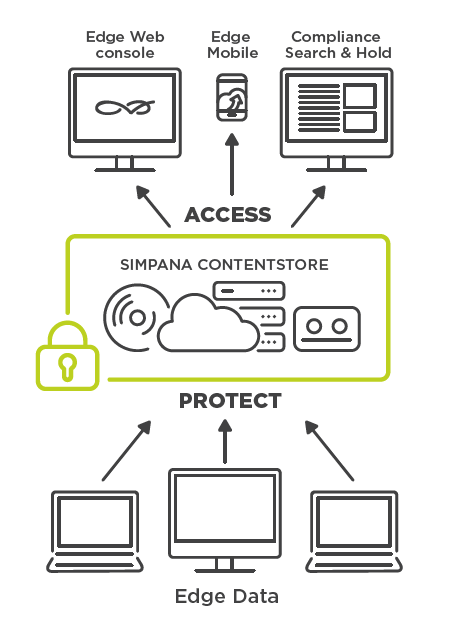 Edge Web
console
Edge
Mobile
Compliance
Search & Hold
ACCESS
SIMPANA CONTENTSTORE
PROTECT
Edge Data